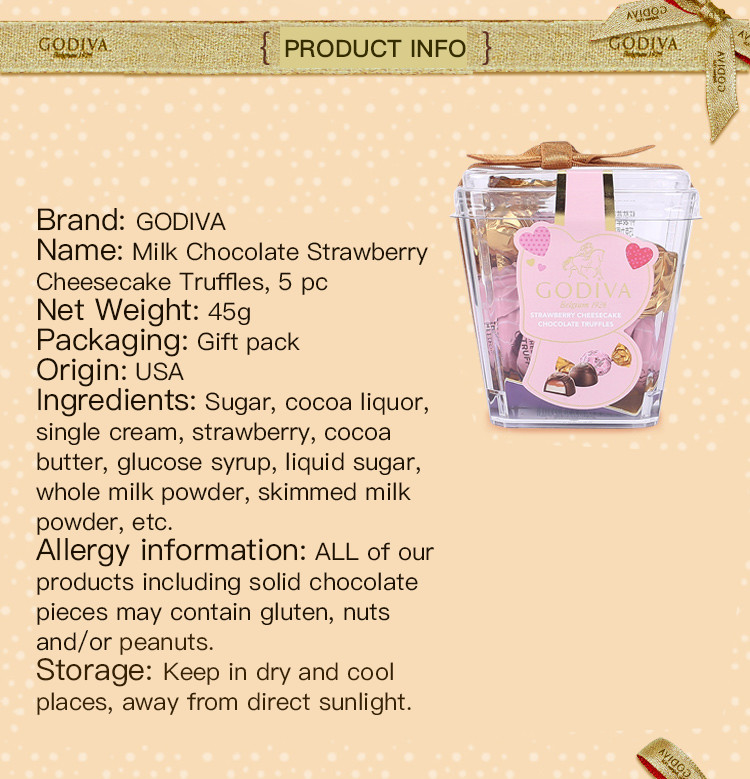 GODIVA
{ PRODUCT INFO }
GODIVA
GODIVA
GODIVA
Brand: GODIVA
Name: Milk Chocolate Strawberry
Cheesecake Truffles, 5 pc
Net Weight: 45g
Packaging: Gift pack
Origin: USA
Ingredients: Sugar, cocoa liquor,
single cream, strawberry, cocoa
butter, glucose syrup, liquid sugar,
whole milk powder, skimmed milk
powder, etc.
Allergy information: ALL of our
products including solid chocolate
pieces may contain gluten, nuts
and/or peanuts.
Storage: Keep in dry and cool
places, away from direct sunlight.
GODIVA
Belgium 1926
STRAWBERRY CHEESECAKE
CHOCOLATE TRUFFLES
GODIVA